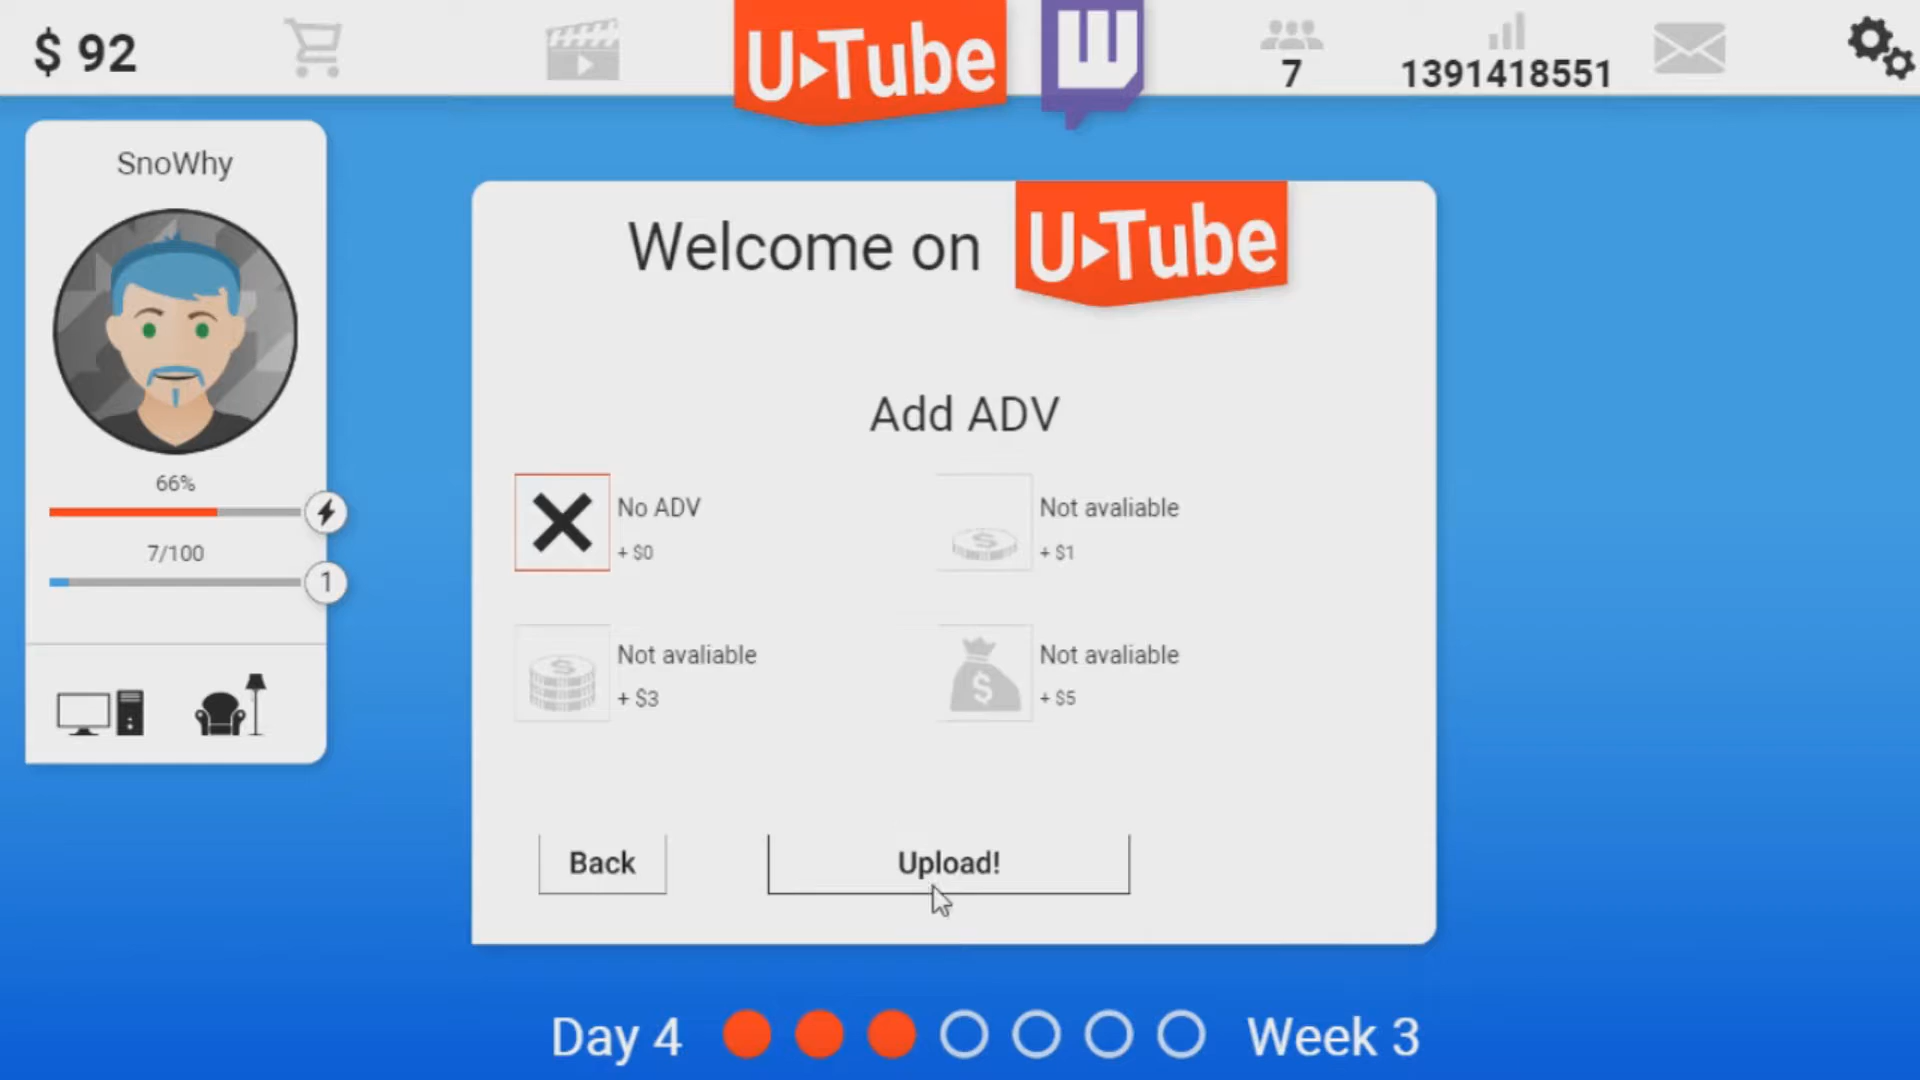 $ 92
U Tube
W
7
1391418551
SnoWhy
66%
7/100
1
Welcome on U Tube
Add ADV
No ADV
+ $0
Not avaliable
+ $1
Not avaliable
+ $3
Not avaliable
+ $5
Back
Upload!
Day 4
Week 3